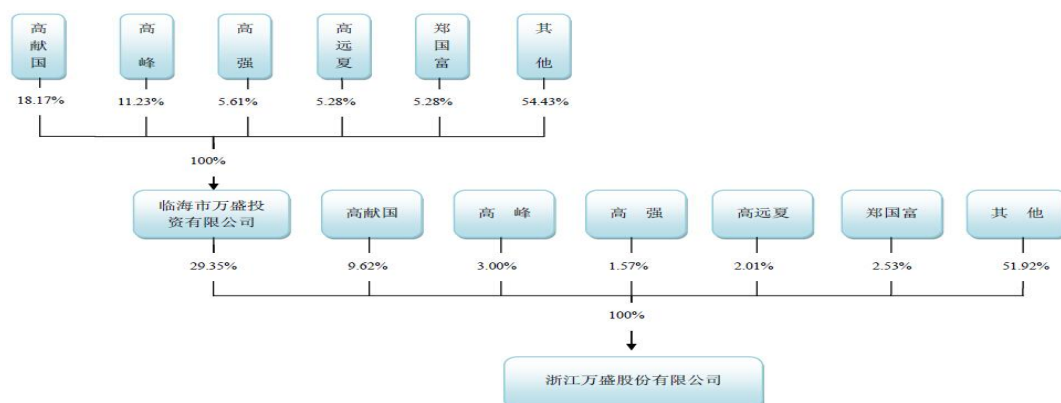 高献国 高峰 高强 高远夏 郑国富 其他
18.17% 11.23% 5.61% 5.28% 5.28% 54.43%
100%
临海市万盛投
资有限公司
高献国 高 峰 高 强 高远夏 郑国富 其 他
29.35% 9.62% 3.00% 1.57% 2.01% 2.53% 51.92%
100%
浙江万盛股份有限公司